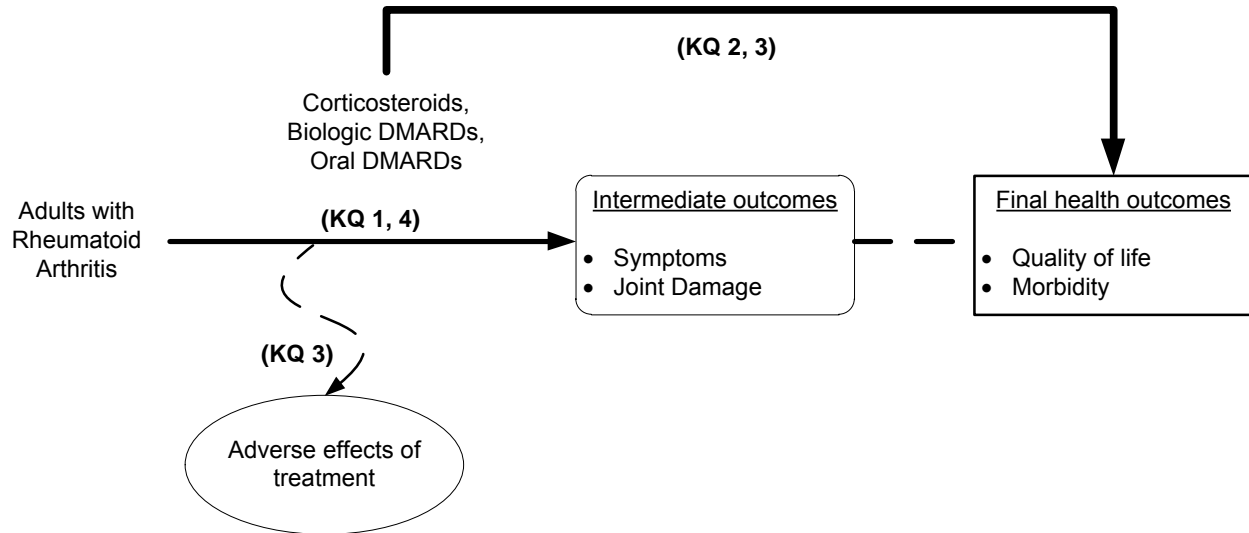 (KQ 2, 3)
Corticosteroids,
Biologic DMARDs,
Oral DMARDs
Adults with
Rheumatoid
Arthritis
(KQ 1, 4)
Intermediate outcomes
• Symptoms
• Joint Damage
Final health outcomes
• Quality of life
• Morbidity
(KQ 3)
Adverse effects of
treatment